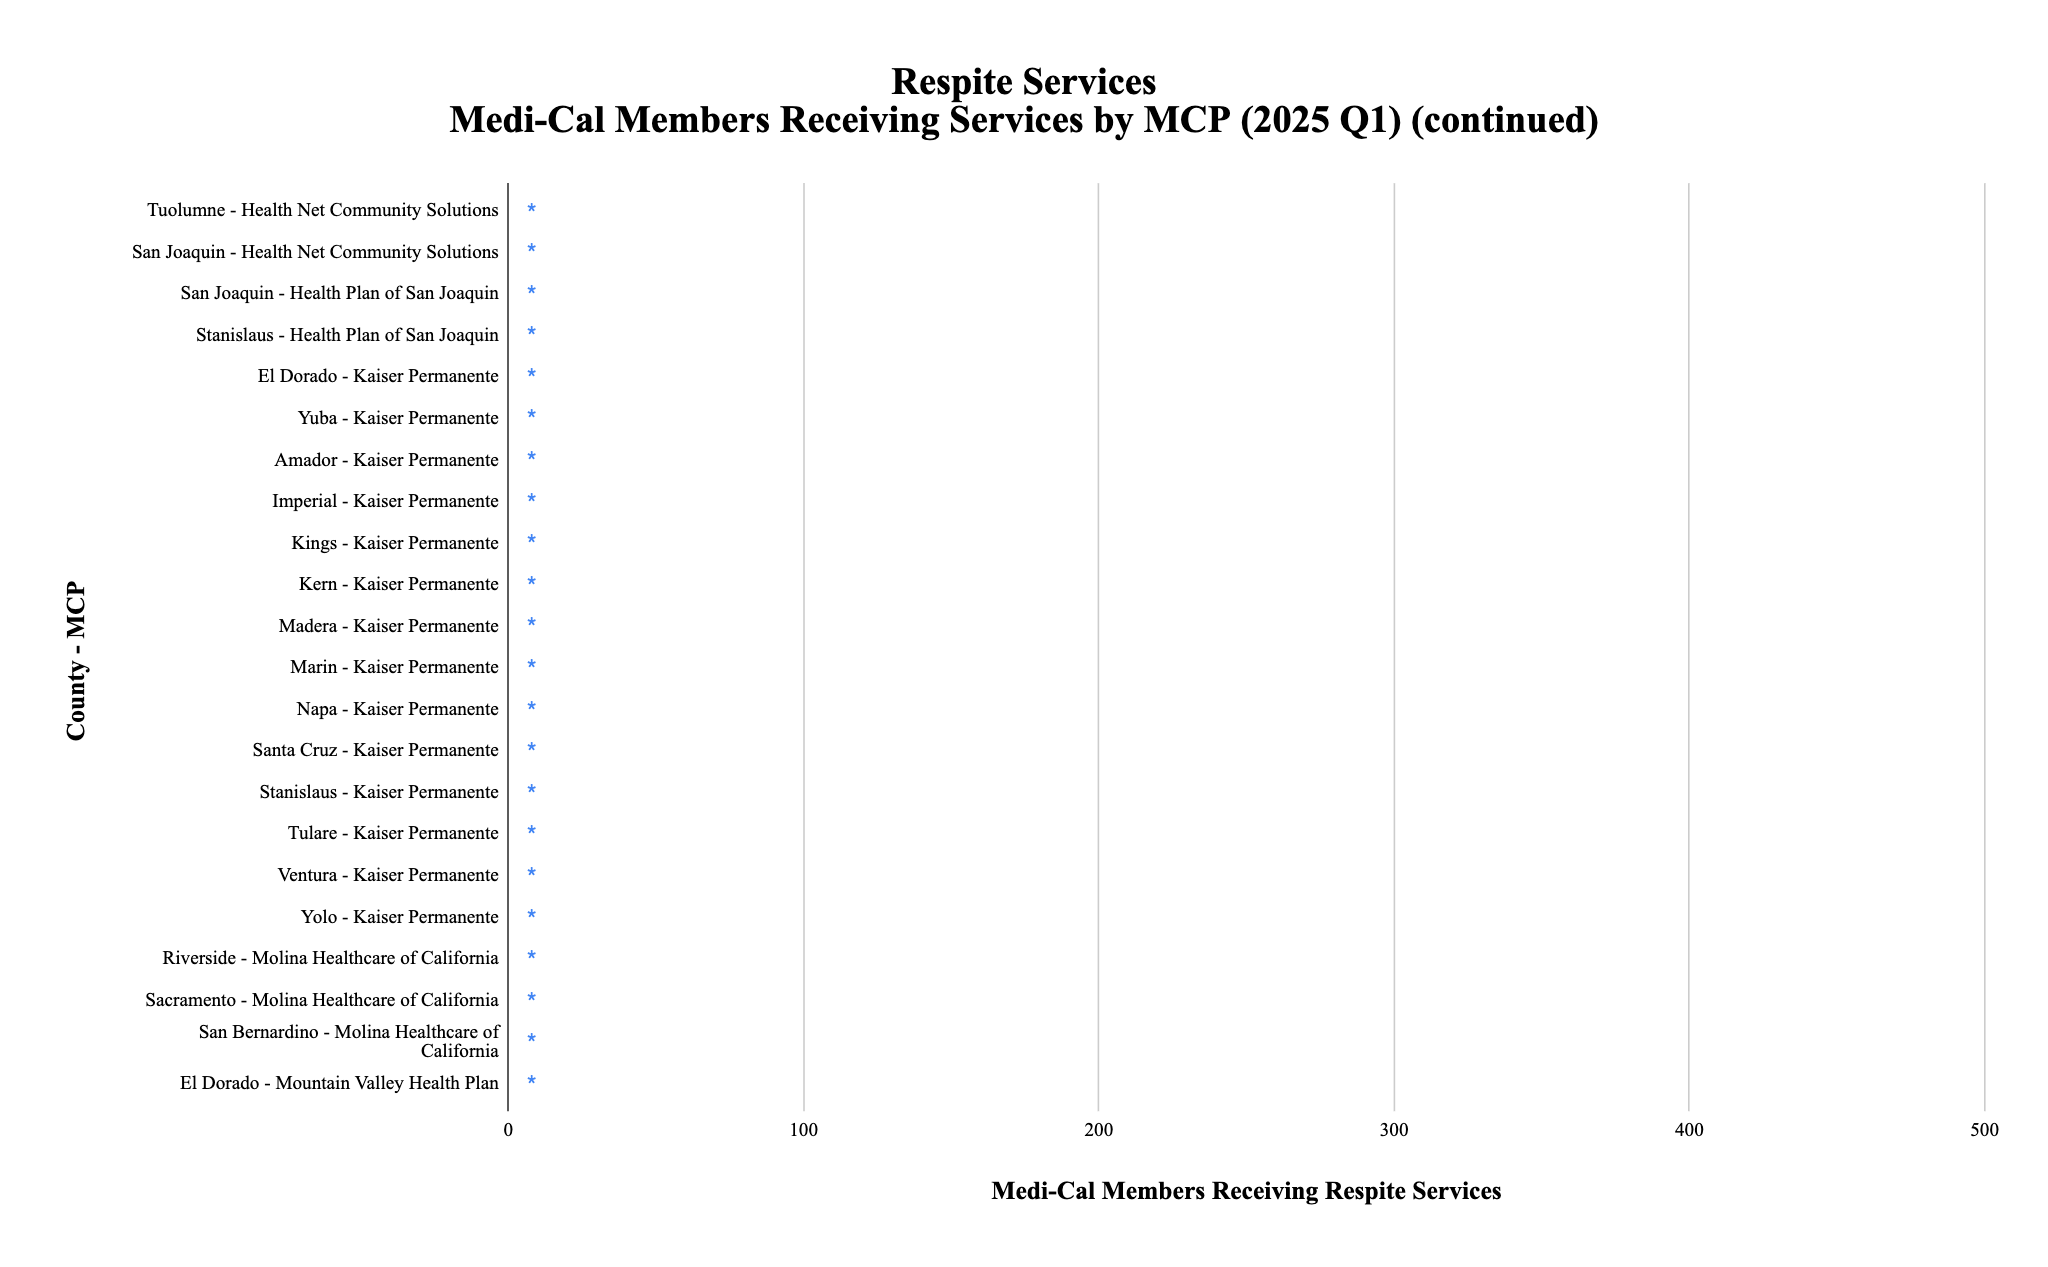 Respite Services
Medi-Cal Members Receiving Services by MCP (2025 Q1) (continued)
County - MCP
Tuolumne - Health Net Community Solutions *
San Joaquin - Health Net Community Solutions *
San Joaquin - Health Plan of San Joaquin *
Stanislaus - Health Plan of San Joaquin *
El Dorado - Kaiser Permanente *
Yuba - Kaiser Permanente *
Amador - Kaiser Permanente *
Imperial - Kaiser Permanente *
Kings - Kaiser Permanente *
Kern - Kaiser Permanente *
Madera - Kaiser Permanente *
Marin - Kaiser Permanente *
Napa - Kaiser Permanente *
Santa Cruz - Kaiser Permanente *
Stanislaus - Kaiser Permanente *
Tulare - Kaiser Permanente *
Ventura - Kaiser Permanente *
Yolo - Kaiser Permanente *
Riverside - Molina Healthcare of California *
Sacramento - Molina Healthcare of California *
San Bernardino - Molina Healthcare of
California *
El Dorado - Mountain Valley Health Plan *
0 100 200 300 400 500
Medi-Cal Members Receiving Respite Services